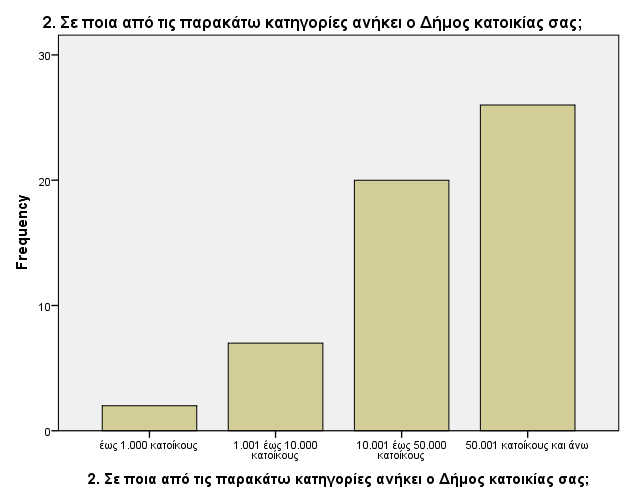 2. Σε ποια από τις παρακάτω κατηγορίες ανήκει ο Δήμος κατοικίας σας;
30
20
10
0
Frequency
έως 1.000 κατοίκους
1.001 έως 10.000
κατοίκους
10.001 έως 50.000
κατοίκους
50.001 κατοίκους και άνω
2. Σε ποια από τις παρακάτω κατηγορίες ανήκει ο Δήμος κατοικίας σας;